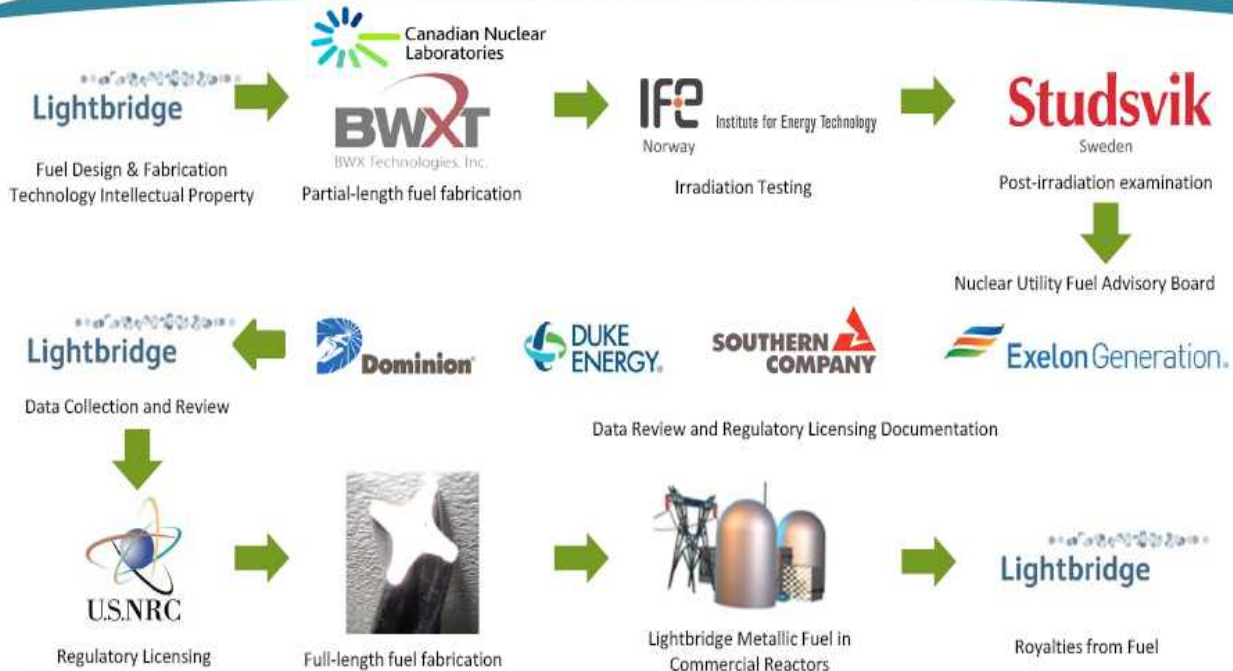 Canadian Nuclear
Laboratories
Lightbridge
BWXT
BWX Technologies, Inc.
IFE
Institute for Energy Technology
Norway
Studsvik
Sweden
Fuel Design & Fabrication
Technology Intellectual Property
Partial-length fuel fabrication
Irradiation Testing
Post-irradiation examination
Nuclear Utility Fuel Advisory Board
Lightbridge
Dominion
DUKE
ENERGY®
SOUTHERN
COMPANY
Exelon Generation®
Data Collection and Review
Data Review and Regulatory Licensing Documentation
U.S.NRC
Lightbridge
Regulatory Licensing
Full-length fuel fabrication
Lightbridge Metallic Fuel in
Commercial Reactors
Royalties from Fuel